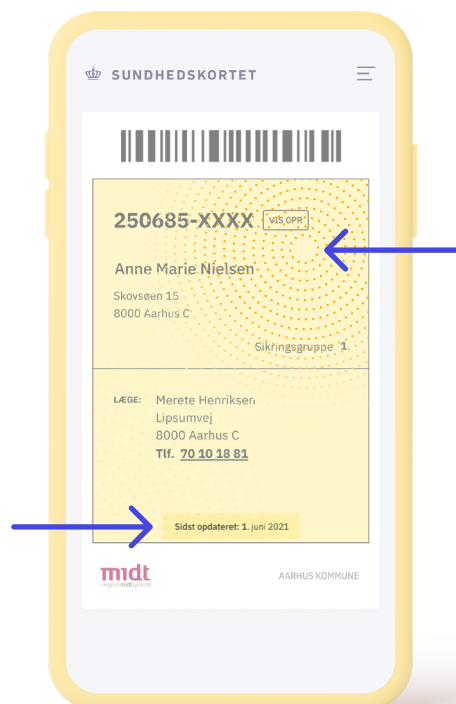 SUNDHEDSKORTET
250685-XXXX VIS OPR
Anne Marie Nielsen
Skovsøen 15
8000 Aarhus C
Sikringsgruppe 1
LÆGE: Merete Henriksen
Lipsumvej
8000 Aarhus C
Tlf. 70 10 18 81
Sidst opdateret: 1. juni 2021
midt
regionmidtjylland
AARHUS KOMMUNE